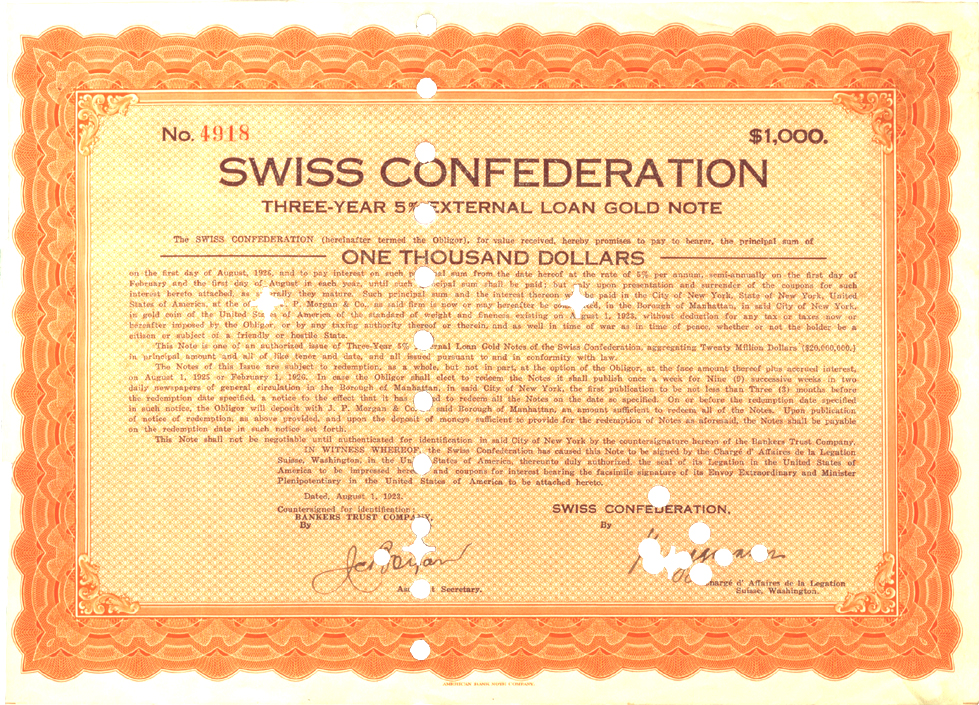 No. 4918
$1,000.
SWISS CONFEDERATION
THREE-YEAR 5% EXTERNAL LOAN GOLD NOTE
The SWISS CONFEDERATION (hereinafter termed the Obligor), for value received, hereby promises to pay to bearer, the principal sum of
ONE THOUSAND DOLLARS
on the first day of August, 1926, and to pay interest on such pal sum from the date hereof at the rate of 5% per annum, semi-annually on the first day of
February and the first day of August in each year, until such cipal sum shall be paid; but ly upon presentation and surrender of the coupons for such
interest hereto attached, as rally they mature. Such principal sum and the interest thereon w be paid in the City of New York, State of New York, United
States of America, at the of P. Morgan & Co., as said firm is now or may hereafter be con d, in the Borough of Manhattan, in said City of New York,
in gold coin of the United Sta of America of the standard of weight and fineness existing on August 1, 1923, without deduction for any tax or taxes now or
hereafter imposed by the Obligor, or by any taxing authority thereof or therein, and as well in time of war as in time of peace, whether or not the holder be a
citizen or subject of a friendly or hostile State.
This Note is one of an authorized issue of Three-Year 5% rnal Loan Gold Notes of the Swiss Confederation, aggregating Twenty Million Dollars ($20,000,000.)
in principal amount and all of like tenor and date, and all issued pursuant to and in conformity with law.
The Notes of this Issue are subject to redemption, as a whole, but not in part, at the option of the Obligor, at the face amount thereof plus accrued interest,
on August 1, 1925 or February 1, 1926. In case the Obligor shall elect to redeem the Notes it shall publish once a week for Nine (9) successive weeks in two
daily newspapers of general circulation in the Borough of Manhattan, in said City of New York, the first publication to be not less than Three (3) months before
the redemption date specified, a notice to the effect that it has d to redeem all the Notes on the date so specified. On or before the redemption date specified
in such notice, the Obligor will deposit with J. P. Morgan & Co. said Borough of Manhattan, an amount sufficient to redeem all of the Notes. Upon publication
of notice of redemption, as above provided, and upon the deposit of moneys sufficient to provide for the redemption of Notes as aforesaid, the Notes shall be payable
on the redemption date in such notice set forth.
This Note shall not be negotiable until authenticated for identification in said City of New York by the countersignature hereon of the Bankers Trust Company.
IN WITNESS WHEREOF, the Swiss Confederation has caused this Note to be signed by the Chargé d' Affaires de la Legation
Suisse, Washington, in the Un States of America, thereunto duly authorized, the seal of its Legation in the United States of
America to be impressed here and coupons for interest bearing the facsimile signature of its Envoy Extraordinary and Minister
Plenipotentiary in the United States of America to be attached hereto.
Dated, August 1, 1923.
Countersigned for identification:
BANKERS TRUST COMPANY,
By
As t Secretary.
SWISS CONFEDERATION,
By
Chargé d' Affaires de la Legation
Suisse, Washington.
AMERICAN BANK NOTE COMPANY.